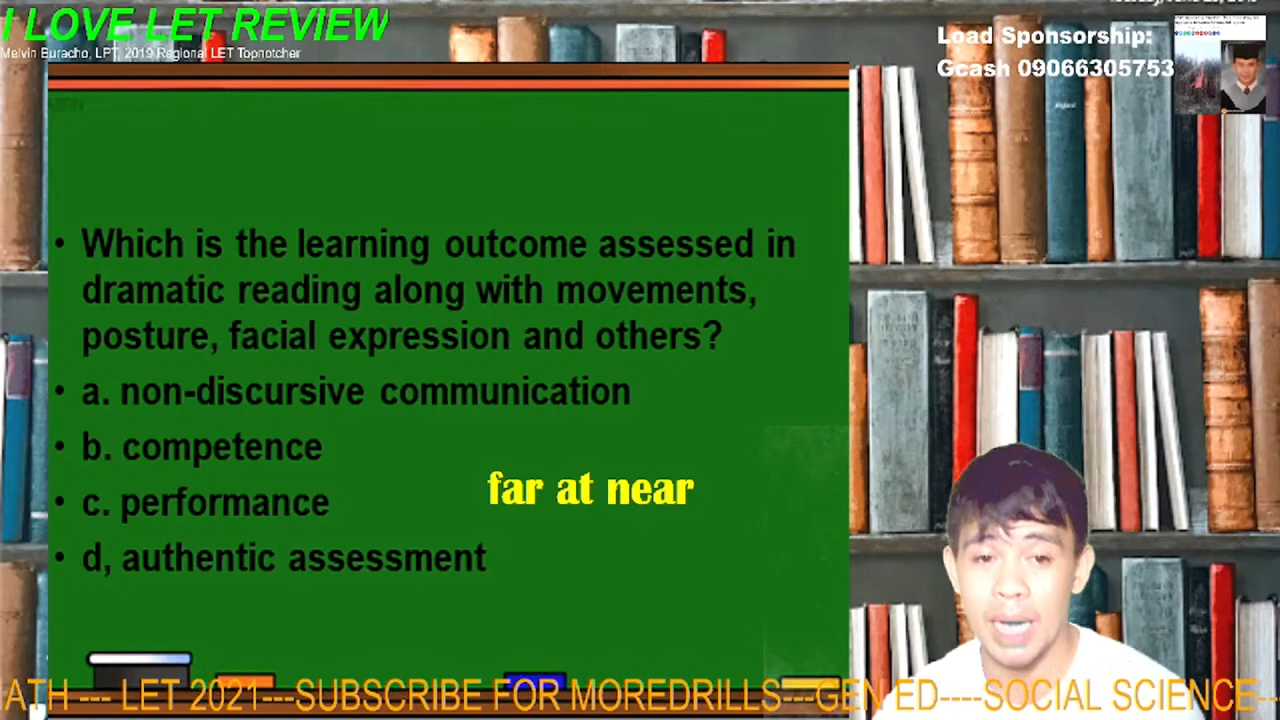 I LOVE LET REVIEW
Melvin Buracho, LPT, 2019 Regional LET Topnotcher
Load Sponsorship:
Gcash 09066305753
• Which is the learning outcome assessed in
dramatic reading along with movements,
posture, facial expression and others?
• a. non-discursive communication
• b. competence
• c. performance
• d, authentic assessment
far at near
ATH --- LET 2021---SUBSCRIBE FOR MOREDRILLS---GEN ED----SOCIAL SCIENCE--